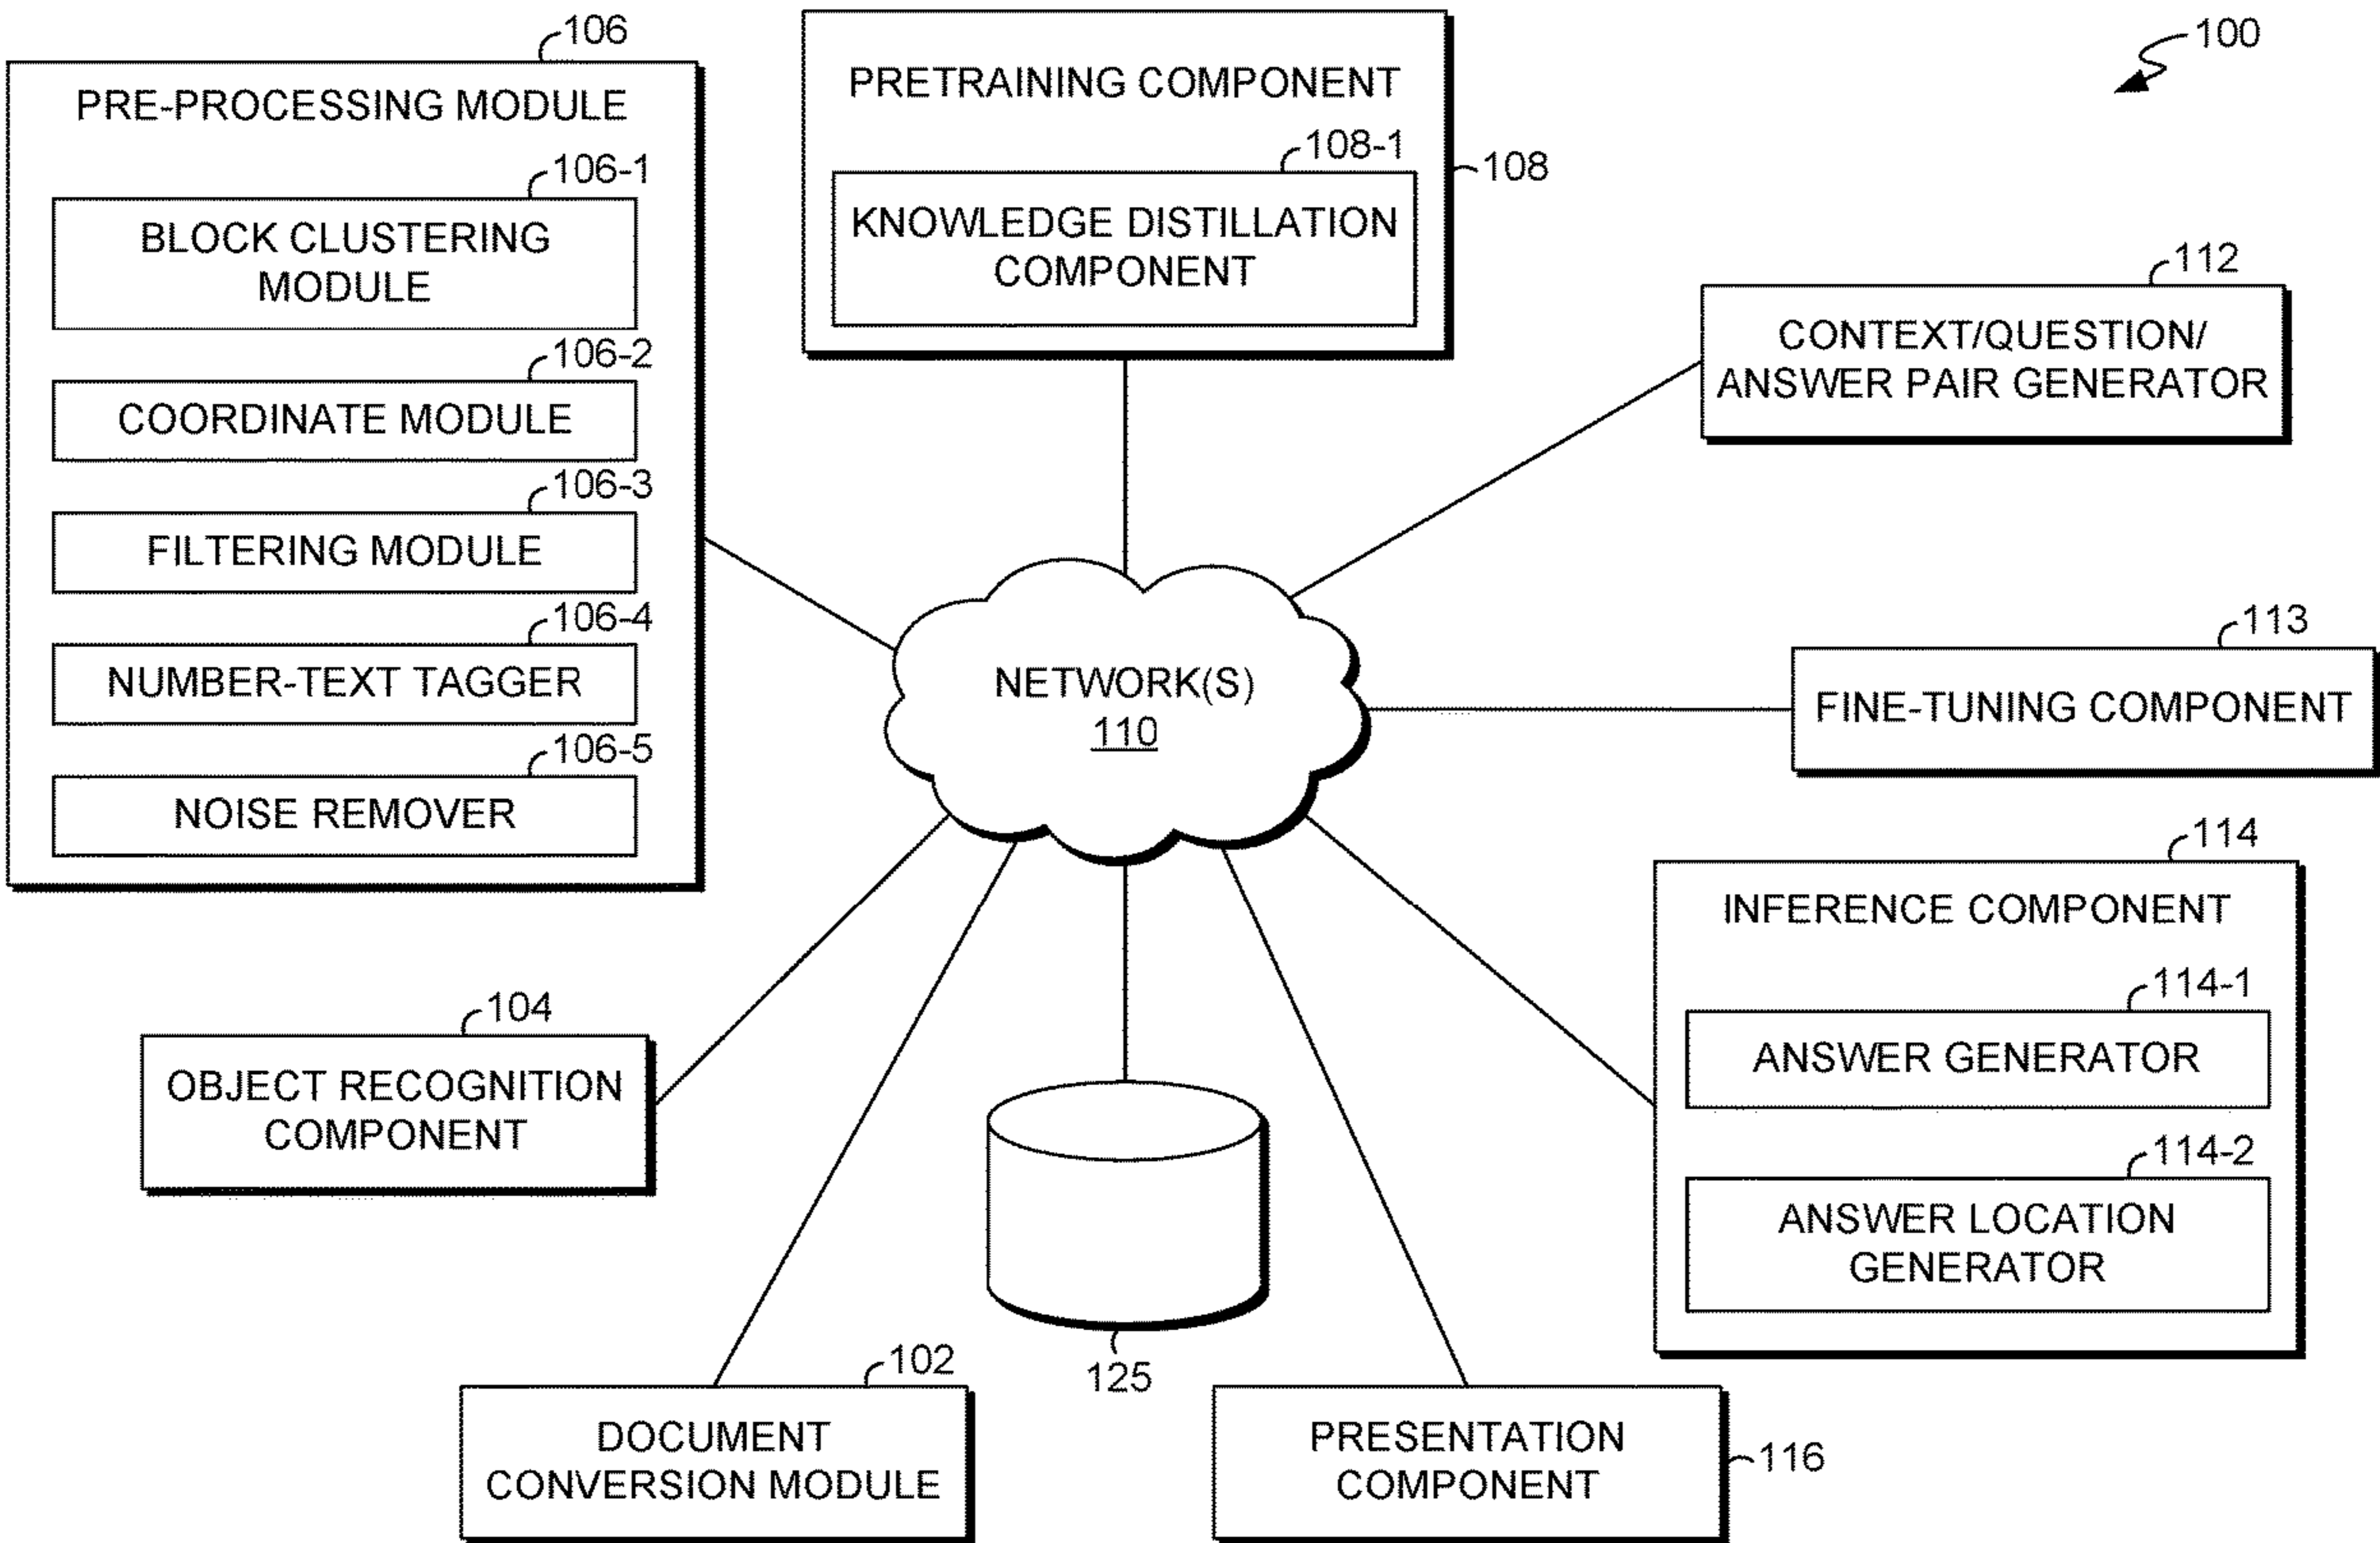 106
PRE-PROCESSING MODULE
106-1
BLOCK CLUSTERING
MODULE
106-2
COORDINATE MODULE
106-3
FILTERING MODULE
106-4
NUMBER-TEXT TAGGER
106-5
NOISE REMOVER
PRETRAINING COMPONENT
108
108-1
KNOWLEDGE DISTILLATION
COMPONENT
100
112
CONTEXT/QUESTION/
ANSWER PAIR GENERATOR
NETWORK(S)
110
113
FINE-TUNING COMPONENT
114
INFERENCE COMPONENT
114-1
ANSWER GENERATOR
114-2
ANSWER LOCATION
GENERATOR
104
OBJECT RECOGNITION
COMPONENT
125
102
DOCUMENT
CONVERSION MODULE
PRESENTATION
COMPONENT
116